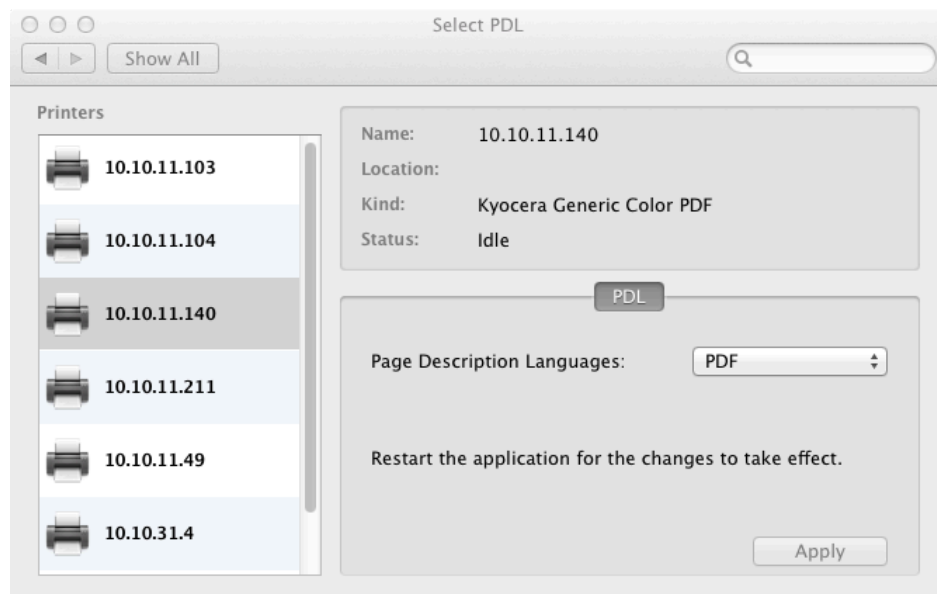 Select PDL
Show All
Printers
10.10.11.103
10.10.11.104
10.10.11.140
10.10.11.211
10.10.11.49
10.10.31.4
Name: 10.10.11.140
Location:
Kind: Kyocera Generic Color PDF
Status: Idle
PDL
Page Description Languages: PDF
Restart the application for the changes to take effect.
Apply